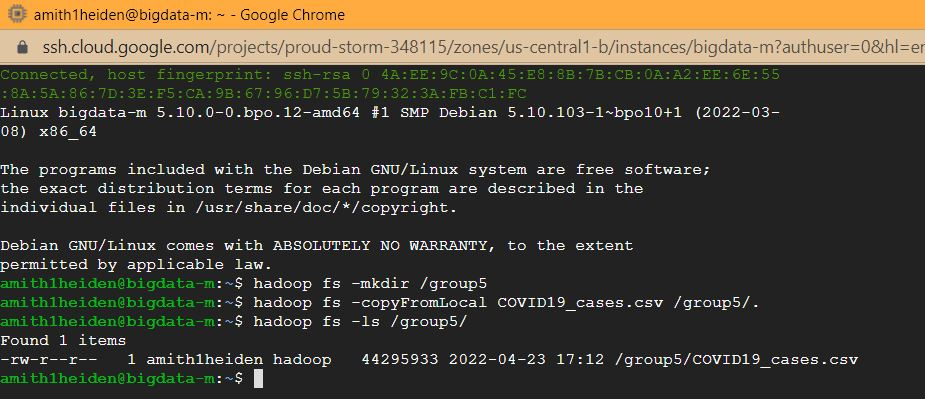 amith1heiden@bigdata-m: ~ - Google Chrome
ssh.cloud.google.com/projects/proud-storm-348115/zones/us-central1-b/instances/bigdata-m?authuser=0&hl=en
Connected, host fingerprint: ssh-rsa 0 4A:EE:9C:0A:45:E8:8B:7B:CB:0A:A2:EE:6E:55
:8A:5A:86:7D:3E:F5:CA:9B:67:96:D7:5B:79:32:3A:FB:C1:FC
Linux bigdata-m 5.10.0-0.bpo.12-amd64 #1 SMP Debian 5.10.103-1~bpo10+1 (2022-03-
08) x86_64
The programs included with the Debian GNU/Linux system are free software;
the exact distribution terms for each program are described in the
individual files in /usr/share/doc/*/copyright.
Debian GNU/Linux comes with ABSOLUTELY NO WARRANTY, to the extent
permitted by applicable law.
amith1heiden@bigdata-m:~$ hadoop fs -mkdir /group5
amith1heiden@bigdata-m:~$ hadoop fs -copyFromLocal COVID19_cases.csv /group5/.
amith1heiden@bigdata-m:~$ hadoop fs -ls /group5/
Found 1 items
-rw-r--r--   1 amith1heiden hadoop   44295933 2022-04-23 17:12 /group5/COVID19_cases.csv
amith1heiden@bigdata-m:~$